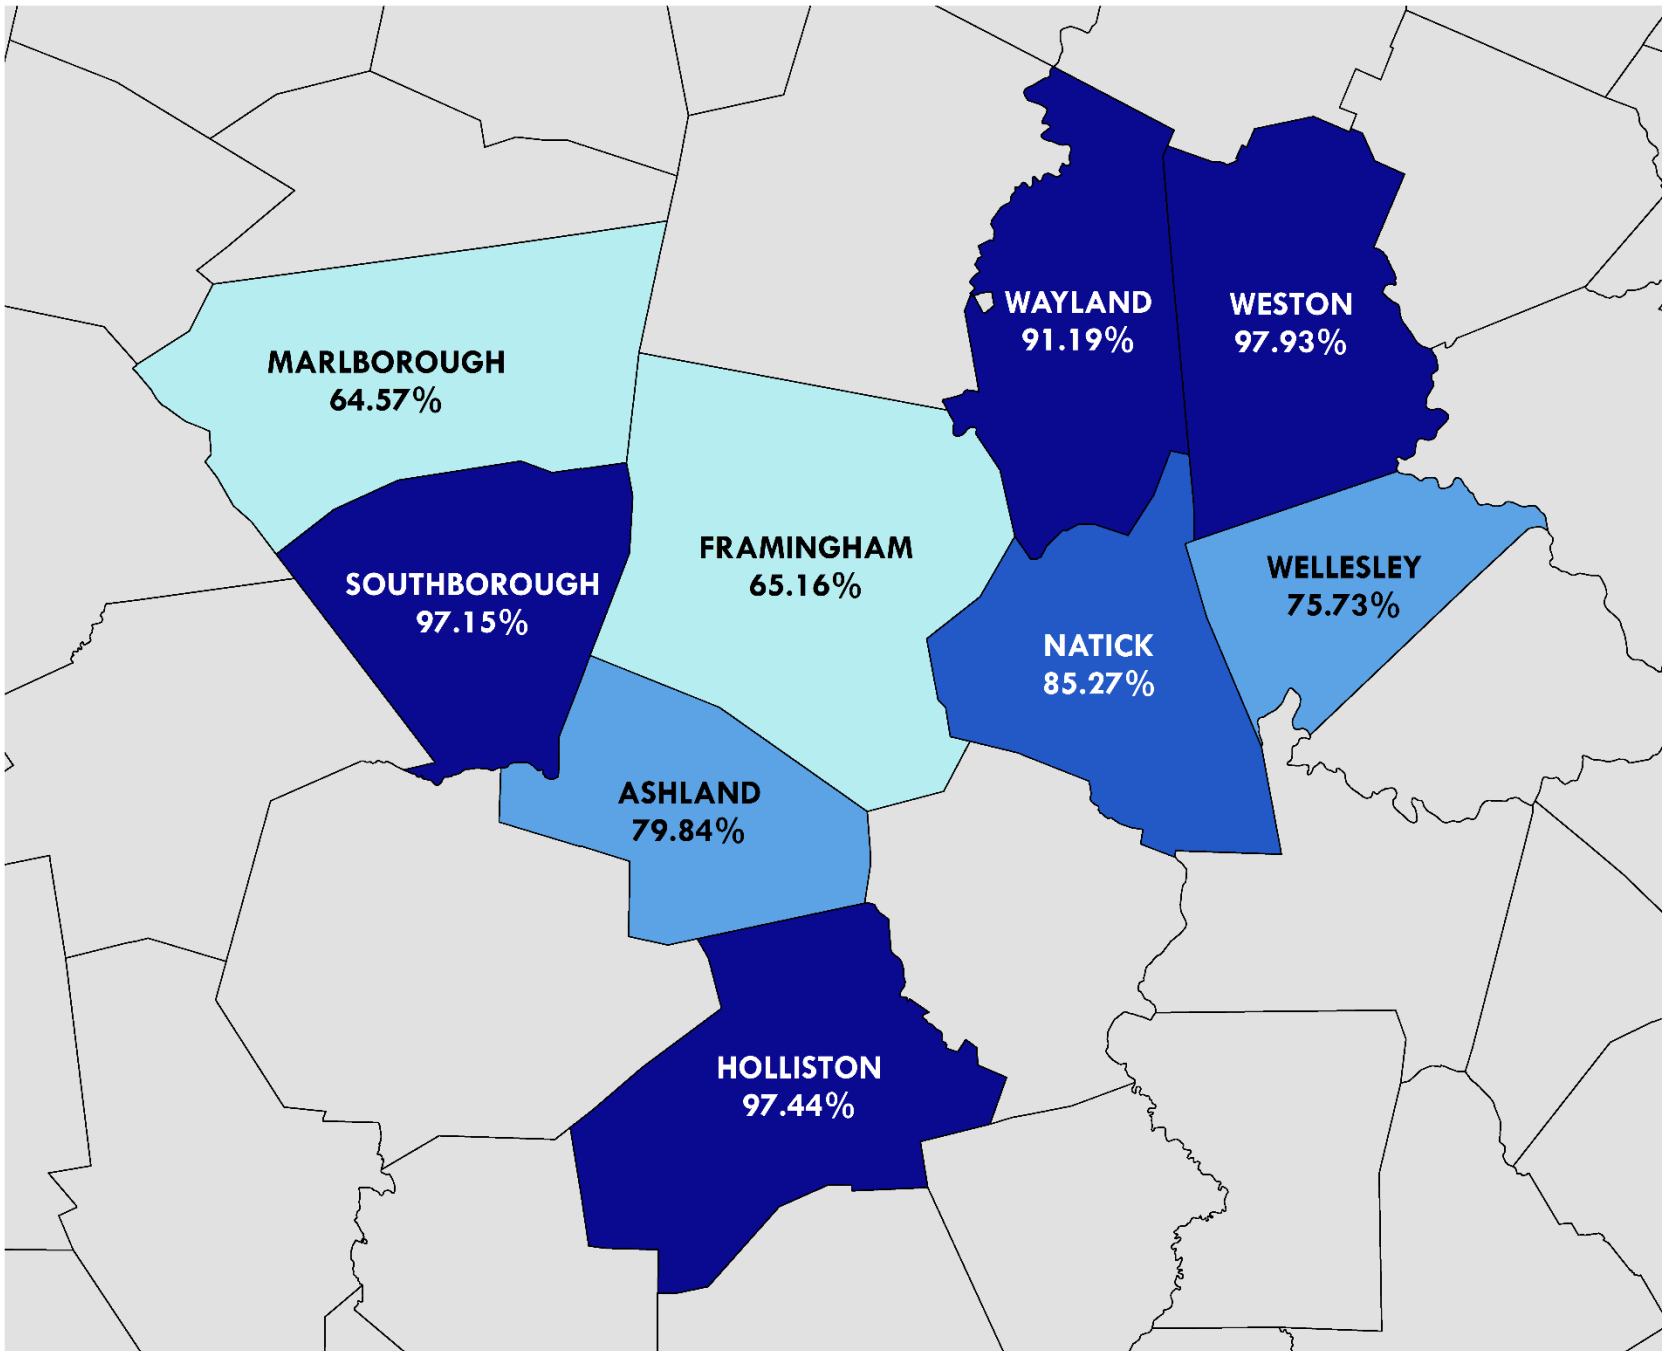 WAYLAND
91.19%
WESTON
97.93%
MARLBOROUGH
64.57%
FRAMINGHAM
65.16%
SOUTHBOROUGH
97.15%
WELLESLEY
75.73%
NATICK
85.27%
ASHLAND
79.84%
HOLLISTON
97.44%